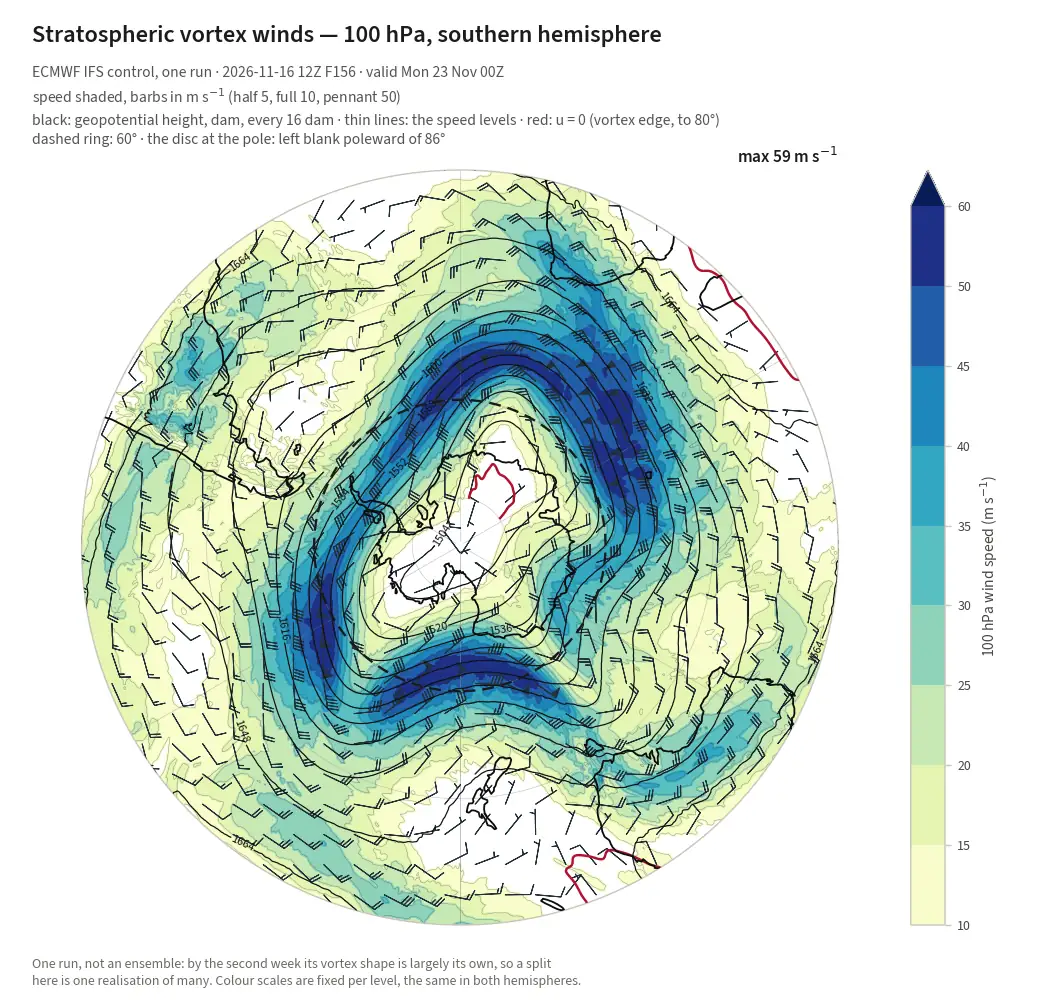 Stratospheric vortex winds — 100 hPa, southern hemisphere
ECMWF IFS control, one run · 2026-11-16 12Z F156 · valid Mon 23 Nov 00Z
speed shaded, barbs in m s⁻¹ (half 5, full 10, pennant 50)
black: geopotential height, dam, every 16 dam · thin lines: the speed levels · red: u = 0 (vortex edge, to 80°)
dashed ring: 60° · the disc at the pole: left blank poleward of 86°
max 59 m s⁻¹
60
50
45
40
35
30
25
20
15
10
100 hPa wind speed (m s⁻¹)
1664
1552
1520
1536
1616
1648
1664
1664
One run, not an ensemble: by the second week its vortex shape is largely its own, so a split
here is one realisation of many. Colour scales are fixed per level, the same in both hemispheres.